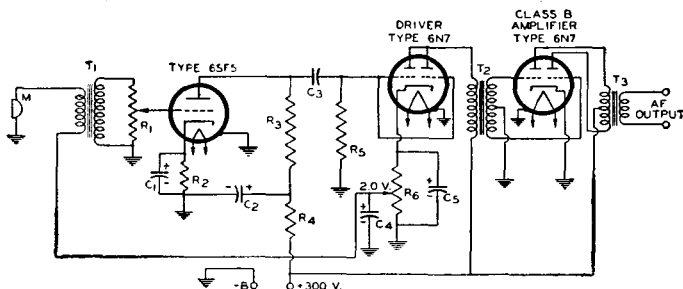 DRIVER
TYPE 6N7
CLASS B
AMPLIFIER
TYPE 6N7
T1
TYPE 6SF5
C3
T2
T3
M
R1
R3
R5
AF
OUTPUT
C1
R2
C2
R4
2.0 V.
C4
R6
C5
-B
+300 V.